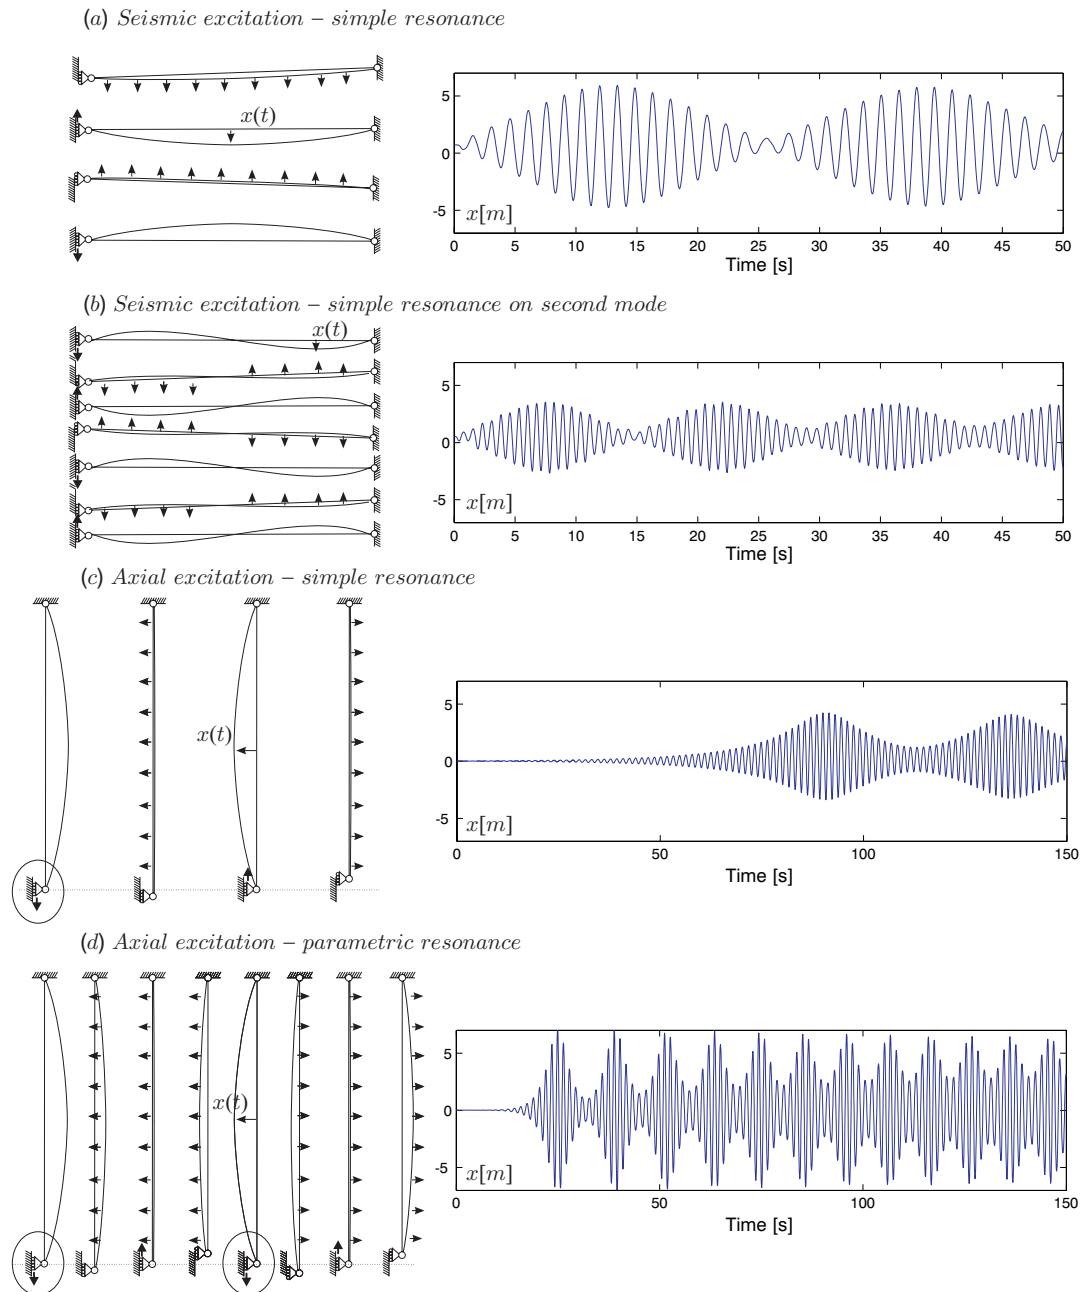 (a) Seismic excitation – simple resonance
x(t)
5
0
-5
x[m]
0 5 10 15 20 25 30 35 40 45 50
Time [s]
(b) Seismic excitation – simple resonance on second mode
x(t)
5
0
-5
x[m]
0 5 10 15 20 25 30 35 40 45 50
Time [s]
(c) Axial excitation – simple resonance
x(t)
5
0
-5
x[m]
0 50 100 150
Time [s]
(d) Axial excitation – parametric resonance
x(t)
5
0
-5
x[m]
0 50 100 150
Time [s]